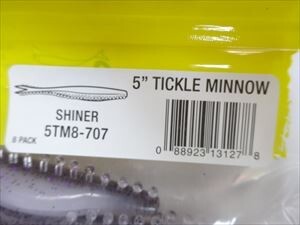 5” TICKLE MINNOW
SHINER
5TM8-707
8 PACK
0 88923 13127 8